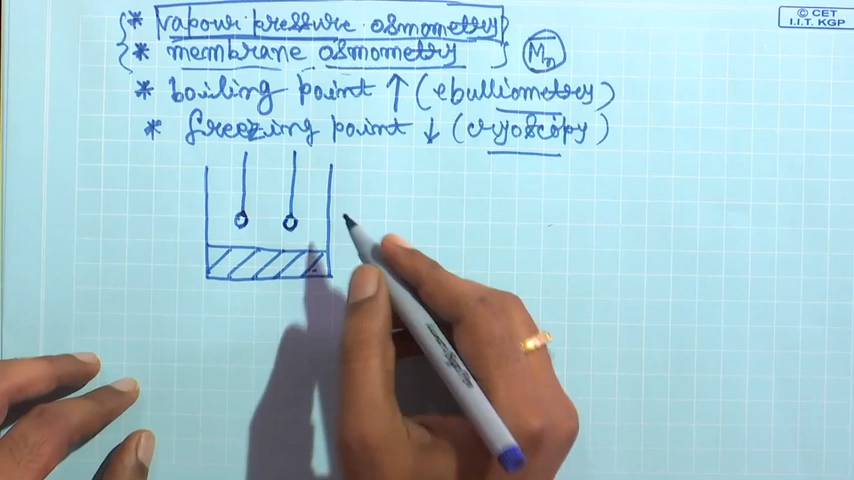 © CET
I.I.T. KGP
* vapour pressure osmometry
* membrane osmometry
Mn
* boiling point ↑ (ebulliometry)
* freezing point ↓ (cryoscopy)